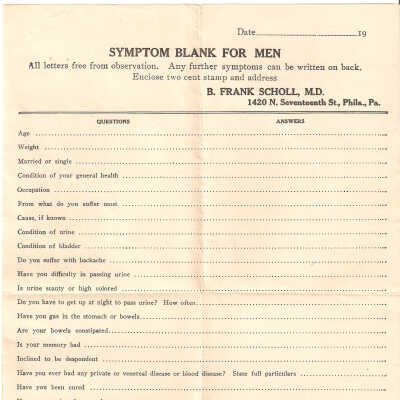 Date 19
SYMPTOM BLANK FOR MEN
All letters free from observation. Any further symptoms can be written on back.
Enclose two cent stamp and address
B. FRANK SCHOLL, M.D.
1420 N. Seventeenth St., Phila., Pa.
QUESTIONS ANSWERS
Age
Weight
Married or single
Condition of your general health
Occupation
From what do you suffer most
Cause, if known
Condition of urine
Condition of bladder
Do you suffer with backache
Have you difficulty in passing urine
Is urine scanty or high colored
Do you have to get up at night to pass urine? How often
Have you gas in the stomach or bowels
Are your bowels constipated
Is your memory bad
Inclined to be despondent
Have you ever had any private or venereal disease or blood disease? State full particulars
Have you been cured